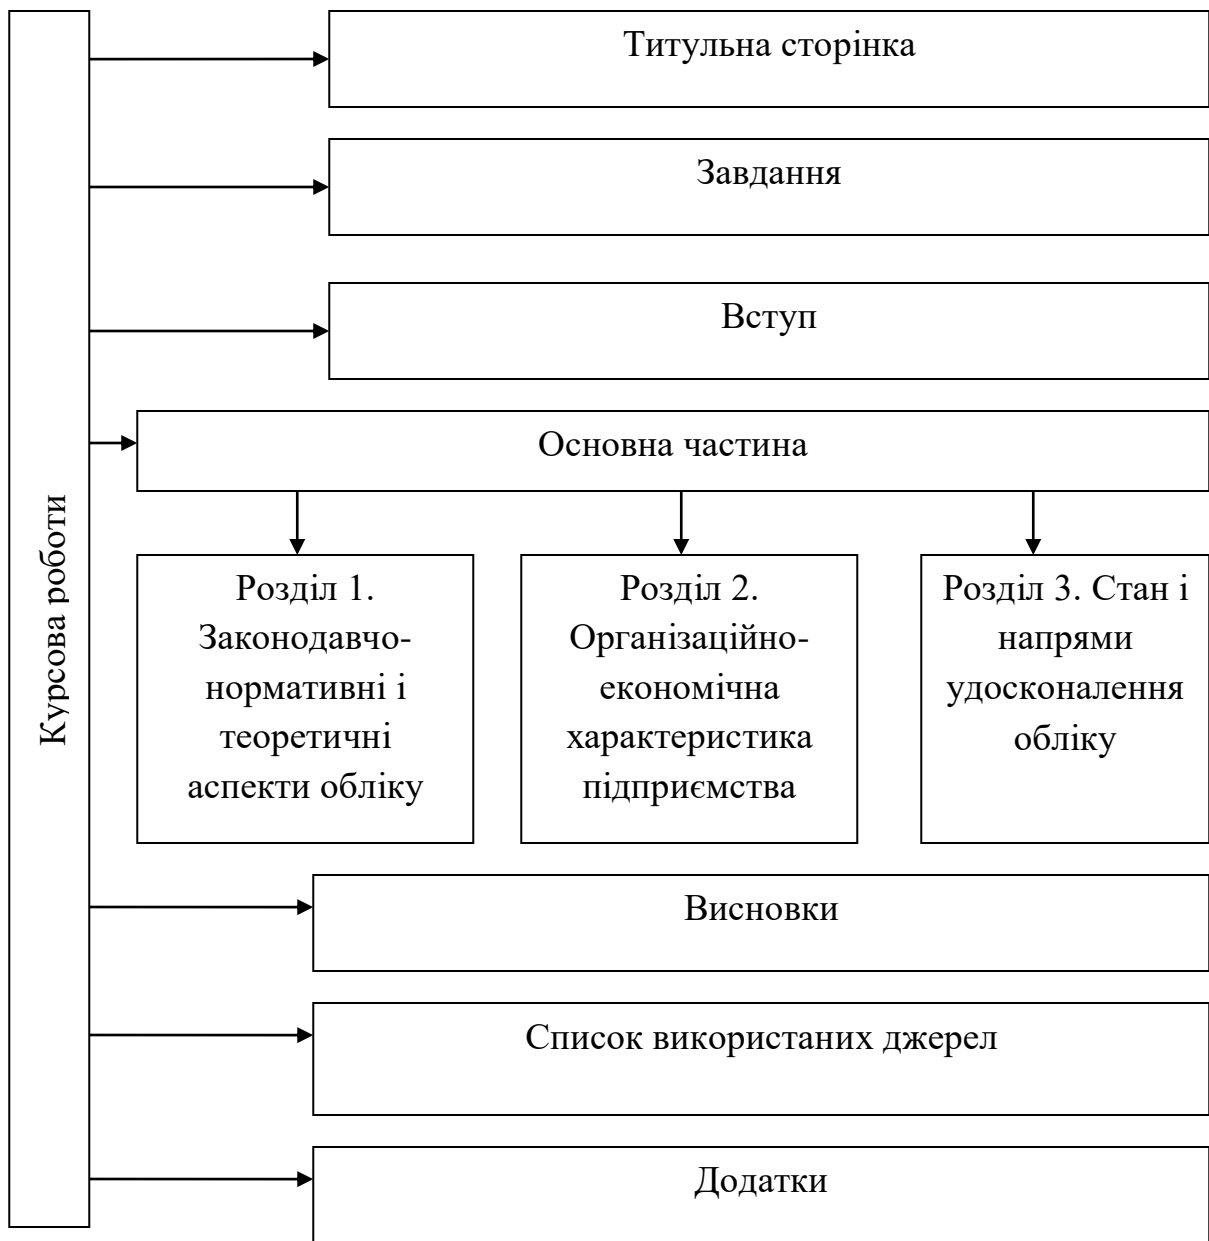 Курсова роботи
Титульна сторінка
Завдання
Вступ
Основна частина
Розділ 1.
Законодавчо-
нормативні і
теоретичні
аспекти обліку
Розділ 2.
Організаційно-
економічна
характеристика
підприємства
Розділ 3. Стан і
напрями
удосконалення
обліку
Висновки
Список використаних джерел
Додатки